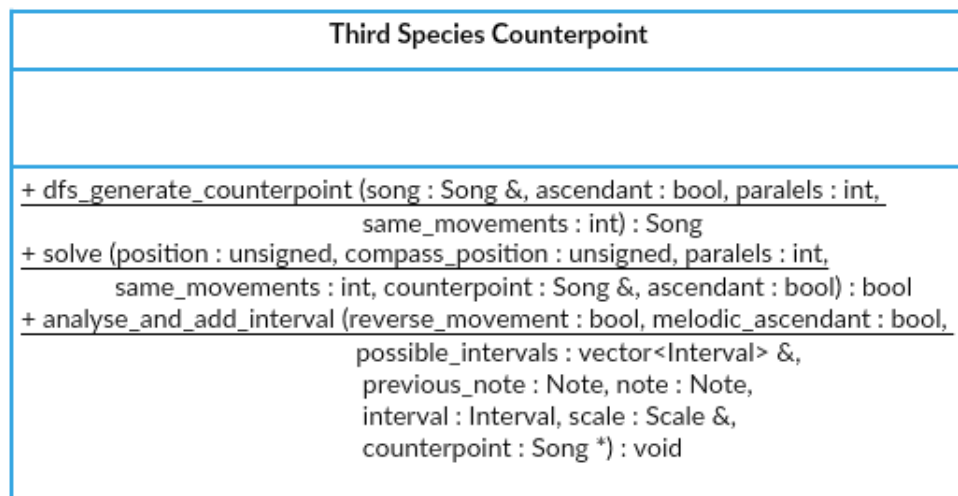 Third Species Counterpoint
+ dfs_generate_counterpoint (song : Song &, ascendant : bool, paralels : int,
same_movements : int) : Song
+ solve (position : unsigned, compass_position : unsigned, paralels : int,
same_movements : int, counterpoint : Song &, ascendant : bool) : bool
+ analyse_and_add_interval (reverse_movement : bool, melodic_ascendant : bool,
possible_intervals : vector<Interval> &,
previous_note : Note, note : Note,
interval : Interval, scale : Scale &,
counterpoint : Song *) : void